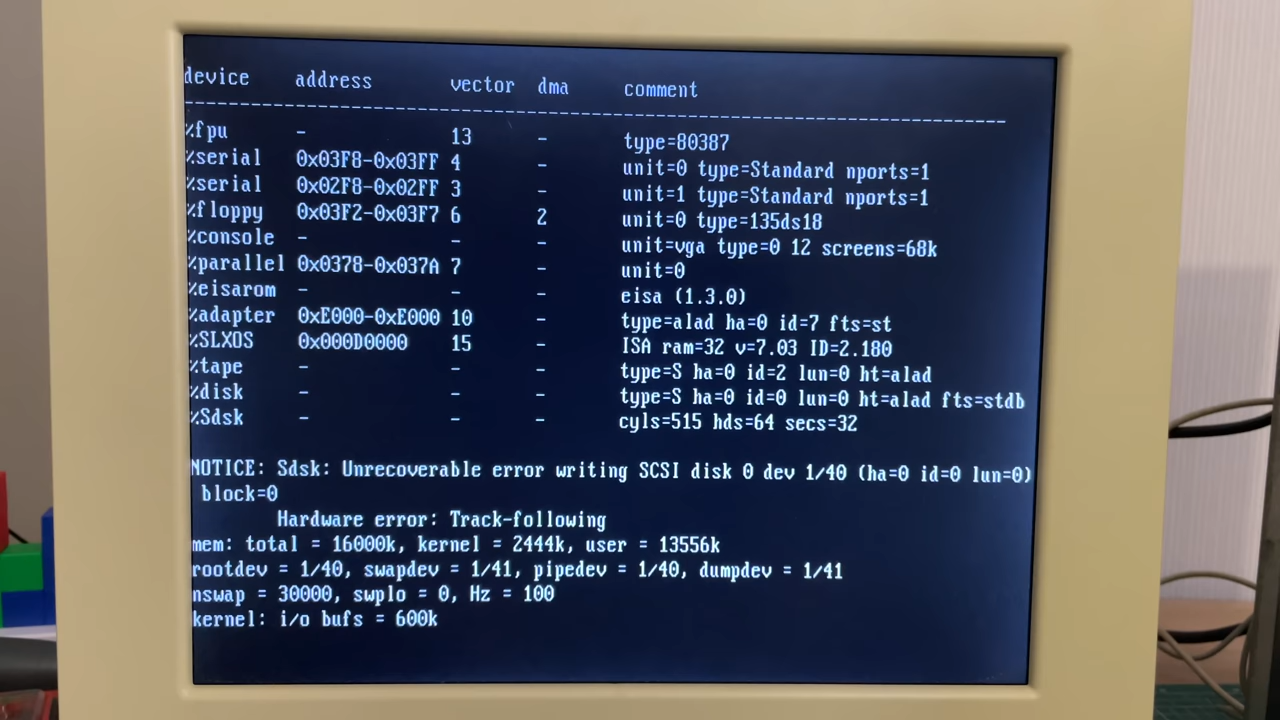 device address vector dma comment
--------------------------------------------------------------------------------
%fpu - 13 - type=80387
%serial 0x03F8-0x03FF 4 - unit=0 type=Standard nports=1
%serial 0x02F8-0x02FF 3 - unit=1 type=Standard nports=1
%floppy 0x03F2-0x03F7 6 2 unit=0 type=135ds18
%console - - - unit=vga type=0 12 screens=68k
%parallel 0x0378-0x037A 7 - unit=0
%eisarom - - - eisa (1.3.0)
%adapter 0xE000-0xE000 10 - type=alad ha=0 id=7 fts=st
%SLXOS 0x000D0000 15 - ISA ram=32 v=7.03 ID=2.180
%tape - - - type=S ha=0 id=2 lun=0 ht=alad
%disk - - - type=S ha=0 id=0 lun=0 ht=alad fts=stdb
%Sdsk - - - cyls=515 hds=64 secs=32
NOTICE: Sdsk: Unrecoverable error writing SCSI disk 0 dev 1/40 (ha=0 id=0 lun=0)
block=0
Hardware error: Track-following
mem: total = 16000k, kernel = 2444k, user = 13556k
rootdev = 1/40, swapdev = 1/41, pipedev = 1/40, dumpdev = 1/41
nswap = 30000, swplo = 0, Hz = 100
kernel: i/o bufs = 600k